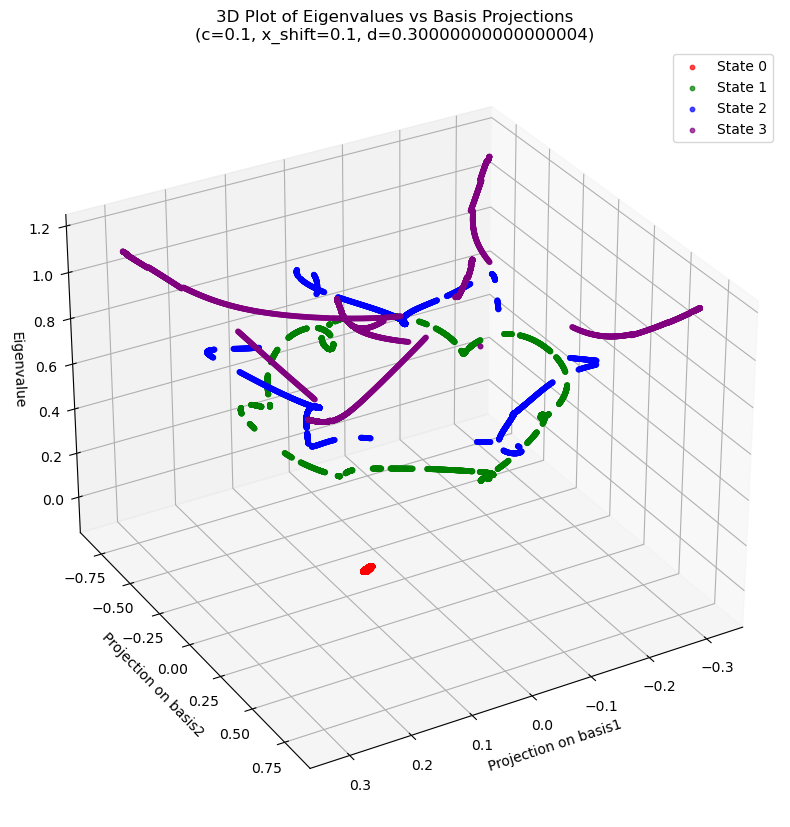 3D Plot of Eigenvalues vs Basis Projections
(c=0.1, x_shift=0.1, d=0.30000000000000004)
State 0
State 1
State 2
State 3
Eigenvalue
1.2
1.0
0.8
0.6
0.4
0.2
0.0
Projection on basis2
−0.75
−0.50
−0.25
0.00
0.25
0.50
0.75
Projection on basis1
0.3
0.2
0.1
0.0
−0.1
−0.2
−0.3